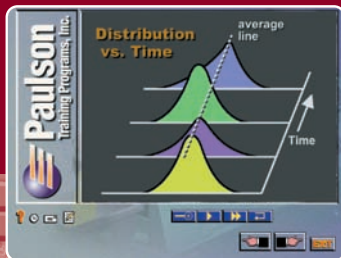 Paulson
Training Programs, Inc.
Distribution
vs. Time
average
line
Time